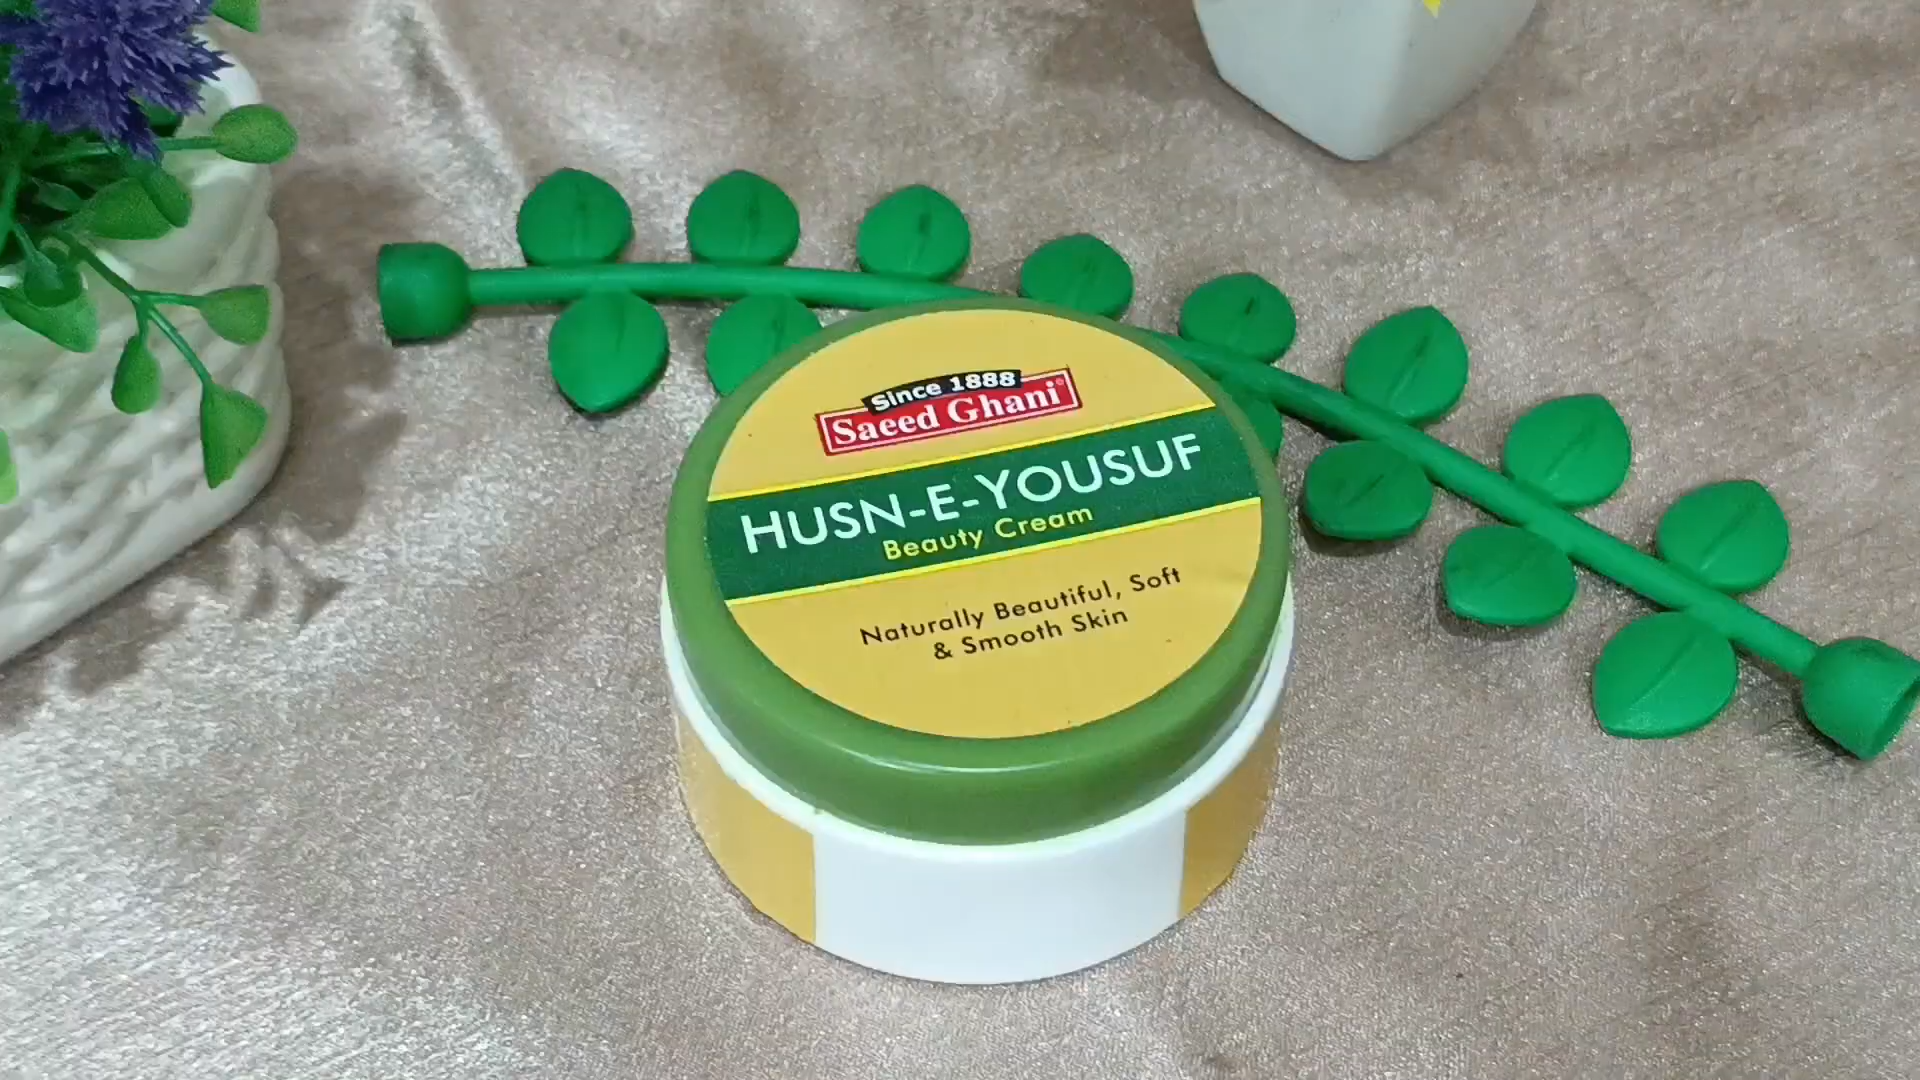 Since 1888
Saeed Ghani
HUSN-E-YOUSUF
Beauty Cream
Naturally Beautiful, Soft
& Smooth Skin